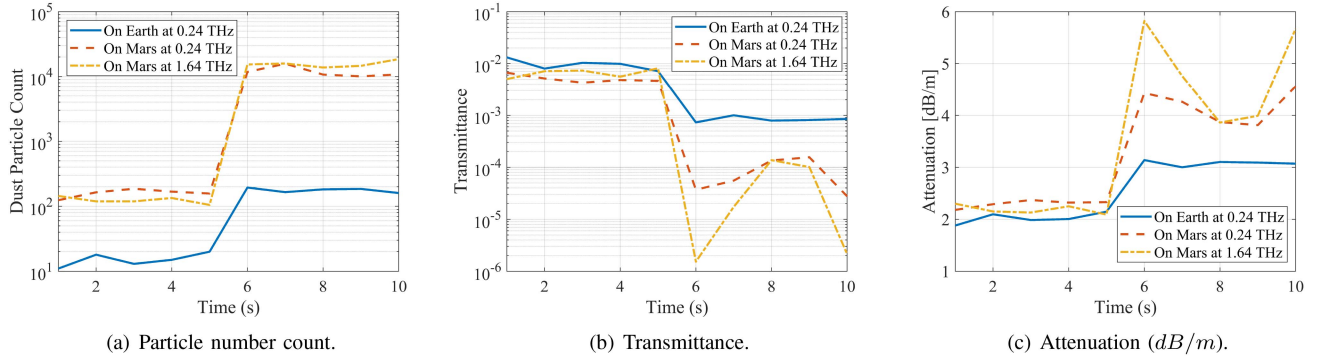 Dust Particle Count
10^5
10^4
10^3
10^2
10^1
On Earth at 0.24 THz
On Mars at 0.24 THz
On Mars at 1.64 THz
2 4 6 8 10
Time (s)
(a) Particle number count.
Transmittance
10^-1
10^-2
10^-3
10^-4
10^-5
10^-6
On Earth at 0.24 THz
On Mars at 0.24 THz
On Mars at 1.64 THz
2 4 6 8 10
Time (s)
(b) Transmittance.
Attenuation [dB/m]
6
5
4
3
2
1
On Earth at 0.24 THz
On Mars at 0.24 THz
On Mars at 1.64 THz
2 4 6 8 10
Time (s)
(c) Attenuation (dB/m).